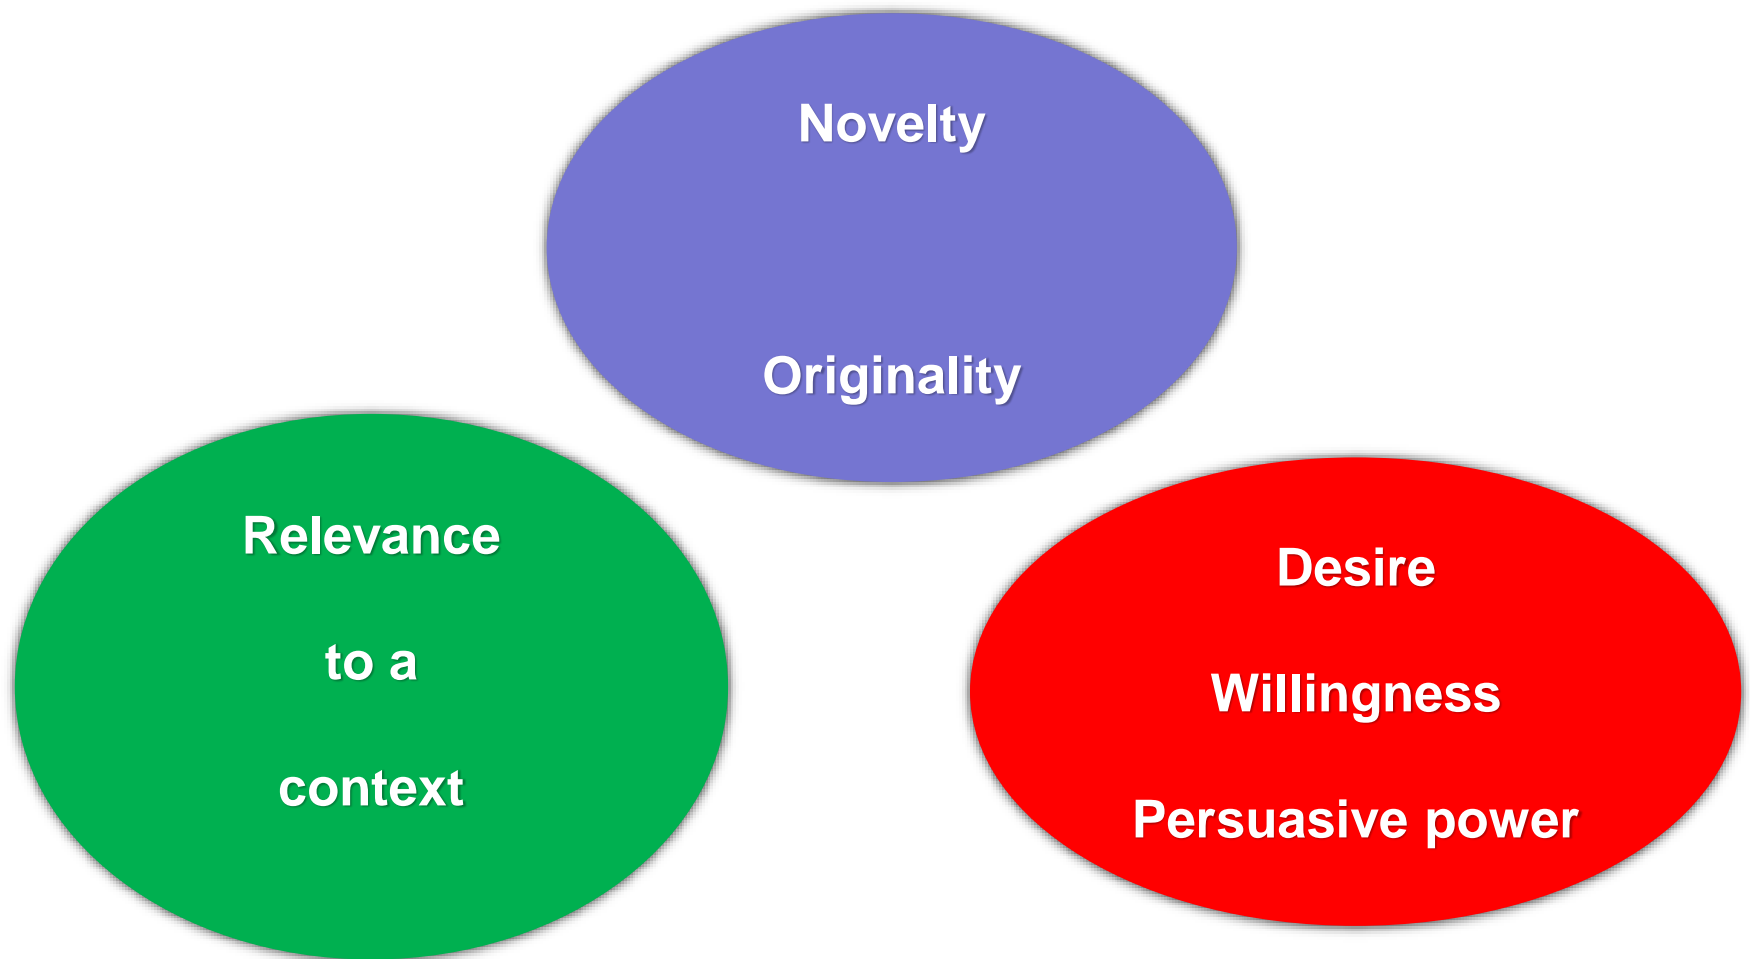 Novelty
Originality
Relevance
to a
context
Desire
Willingness
Persuasive power